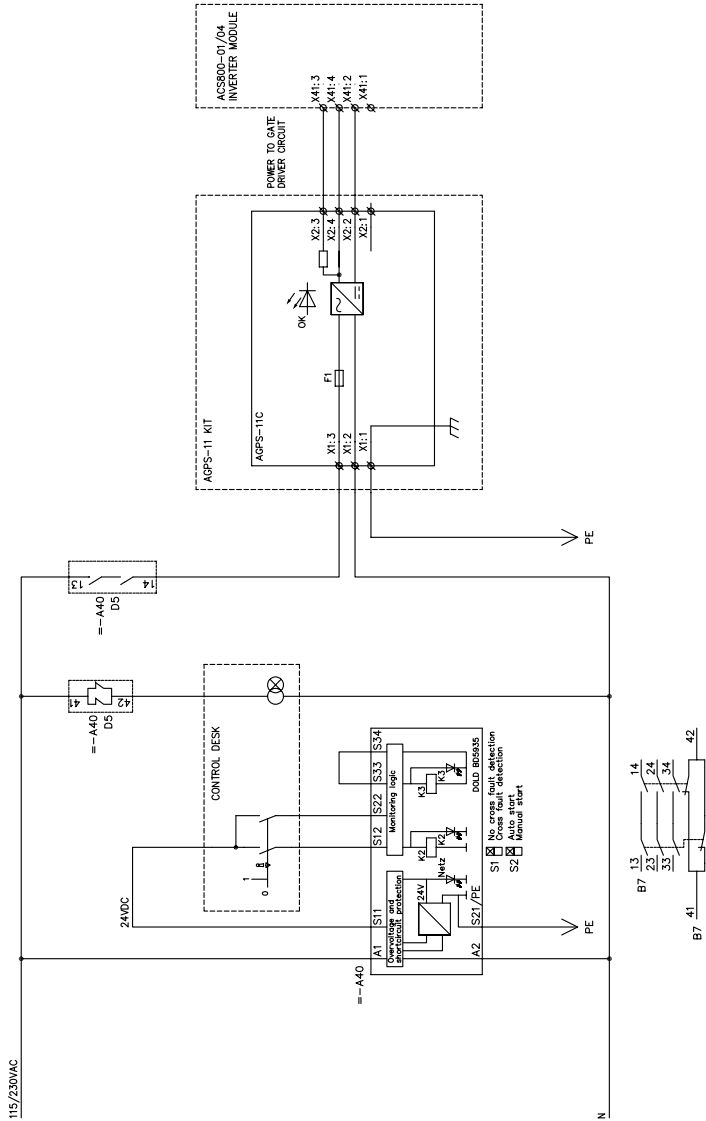 115/230VAC
N
=-A40
A1
S11
S12
S22
S33
S34
Overvoltage and
shortcircuit protection
Monitoring logic
24V
Netz
K2
K2
K3
K3
A2
S21/PE
DOLD BD5935
PE
24VDC
CONTROL DESK
0
1
S1
No cross fault detection
Cross fault detection
S2
Auto start
Manual start
=-A40
D5
41
42
=-A40
D5
13
14
PE
AGPS-11 KIT
AGPS-11C
X1:3
X1:2
X1:1
F1
OK
X2:3
X2:4
X2:2
X2:1
POWER TO GATE
DRIVER CIRCUIT
ACS800-01/04
INVERTER MODULE
X41:3
X41:4
X41:2
X41:1
B7
13
14
23
24
33
34
B7
41
42